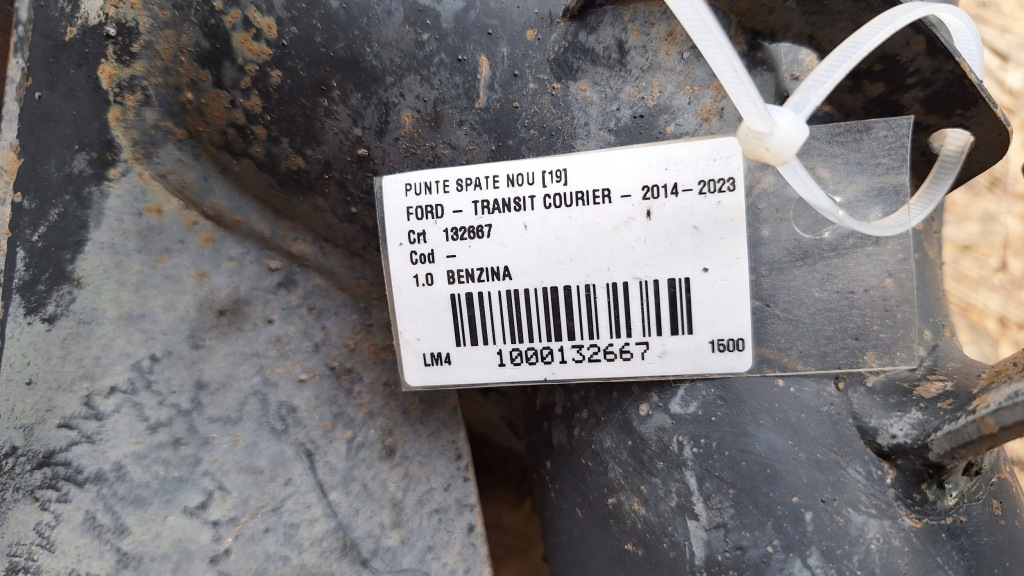 PUNTE SPATE NOU [19]
FORD - TRANSIT COURIER - 2014-2023
Crt 132667
Cod -
1.0 BENZINA
LM4 1000132667 1500